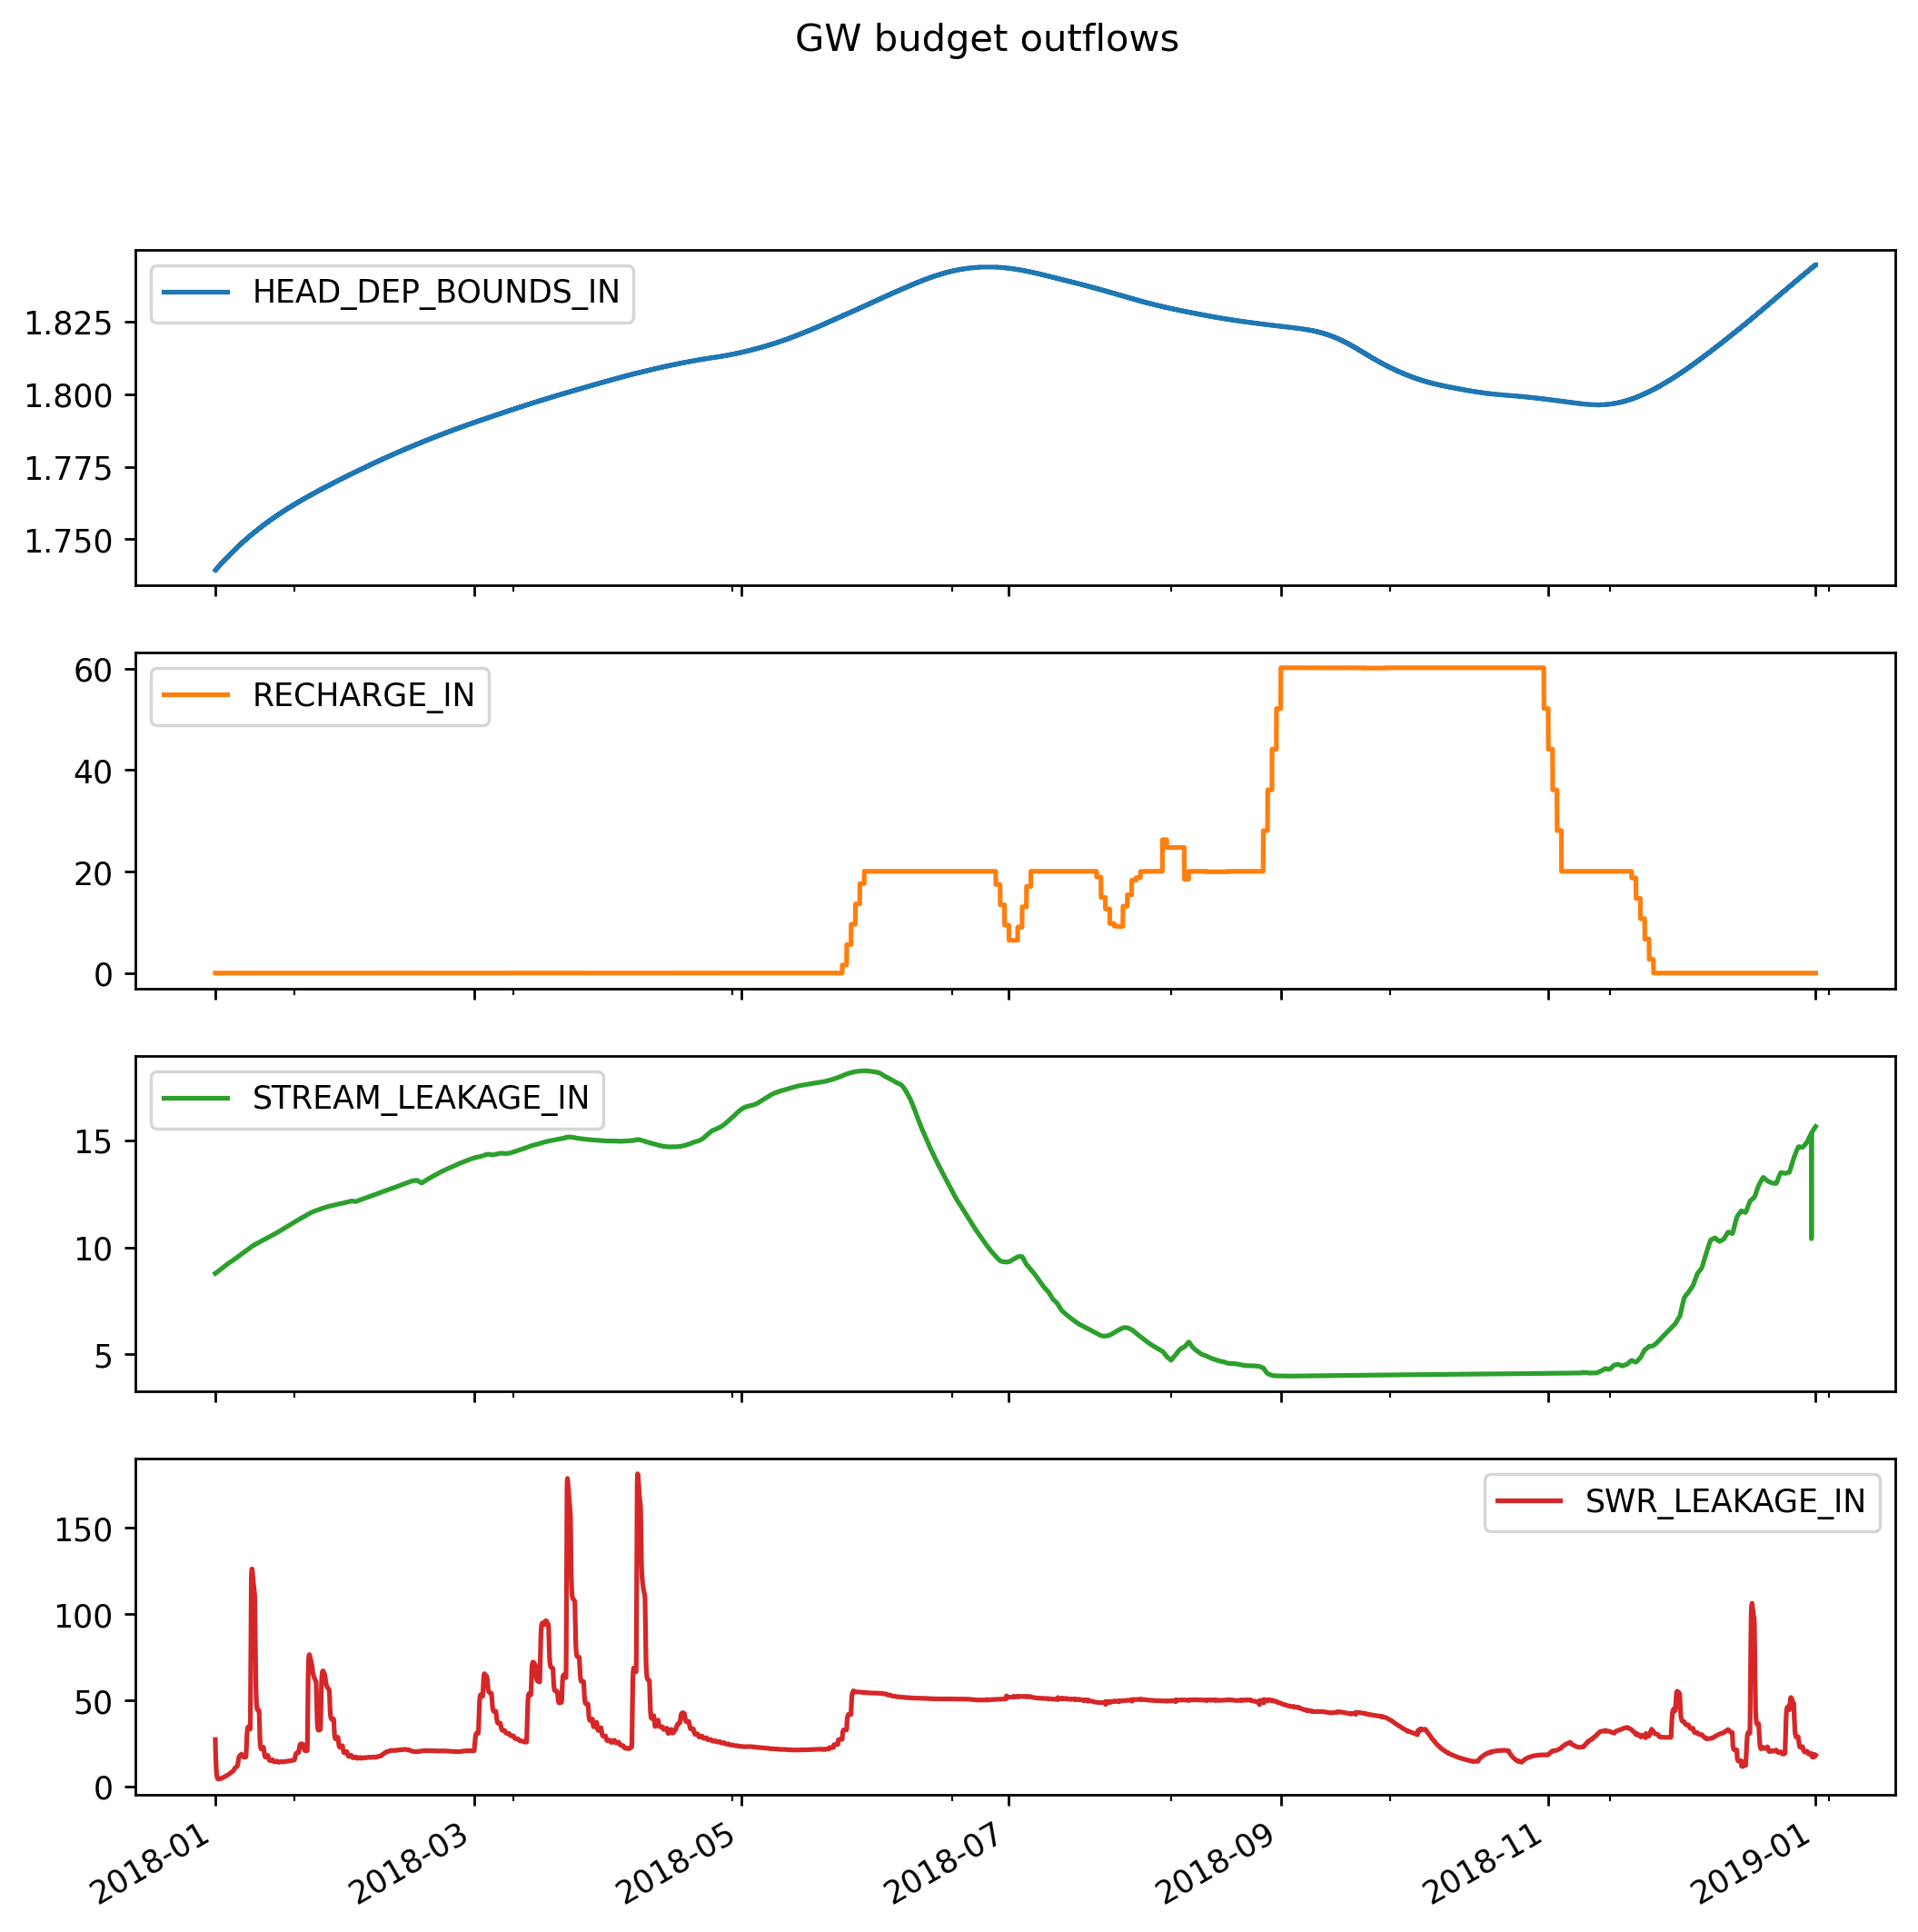 GW budget outflows
HEAD_DEP_BOUNDS_IN
1.825
1.800
1.775
1.750
RECHARGE_IN
60
40
20
0
STREAM_LEAKAGE_IN
15
10
5
SWR_LEAKAGE_IN
150
100
50
0
2018-01 2018-03 2018-05 2018-07 2018-09 2018-11 2019-01